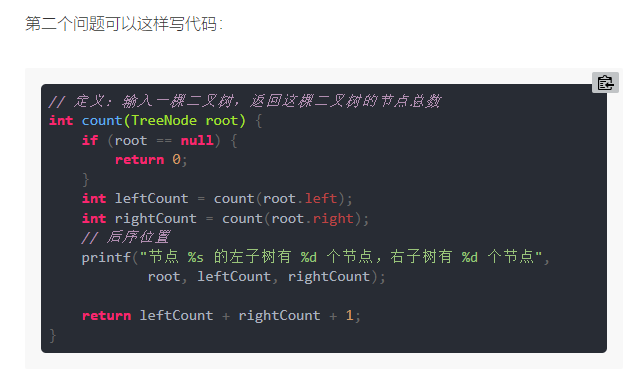 第二个问题可以这样写代码：
// 定义：输入一棵二叉树，返回这棵二叉树的节点总数
int count(TreeNode root) {
    if (root == null) {
        return 0;
    }
    int leftCount = count(root.left);
    int rightCount = count(root.right);
    // 后序位置
    printf("节点 %s 的左子树有 %d 个节点，右子树有 %d 个节点",
            root, leftCount, rightCount);

    return leftCount + rightCount + 1;
}